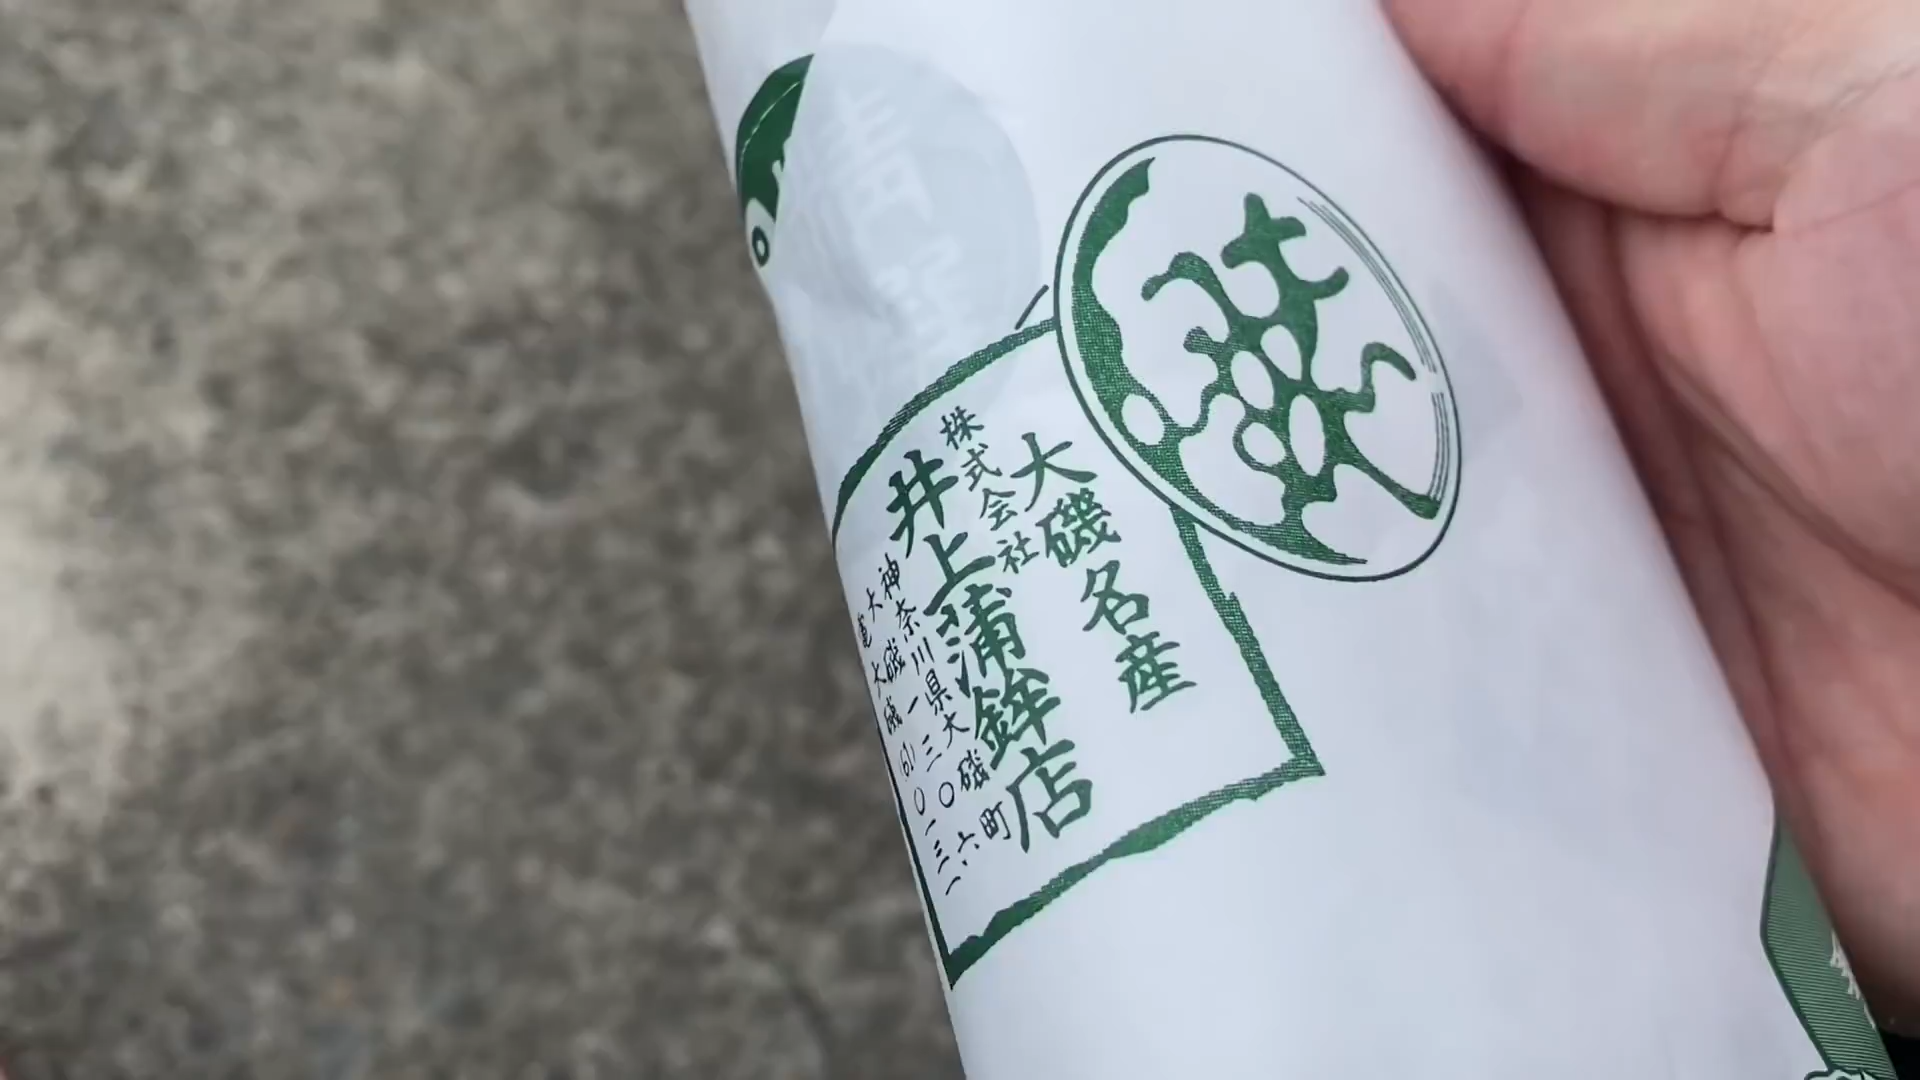 大磯名産
株式会社
井上蒲鉾店
神奈川県大磯町
大磯一三〇六
電大磯(61)〇一三一